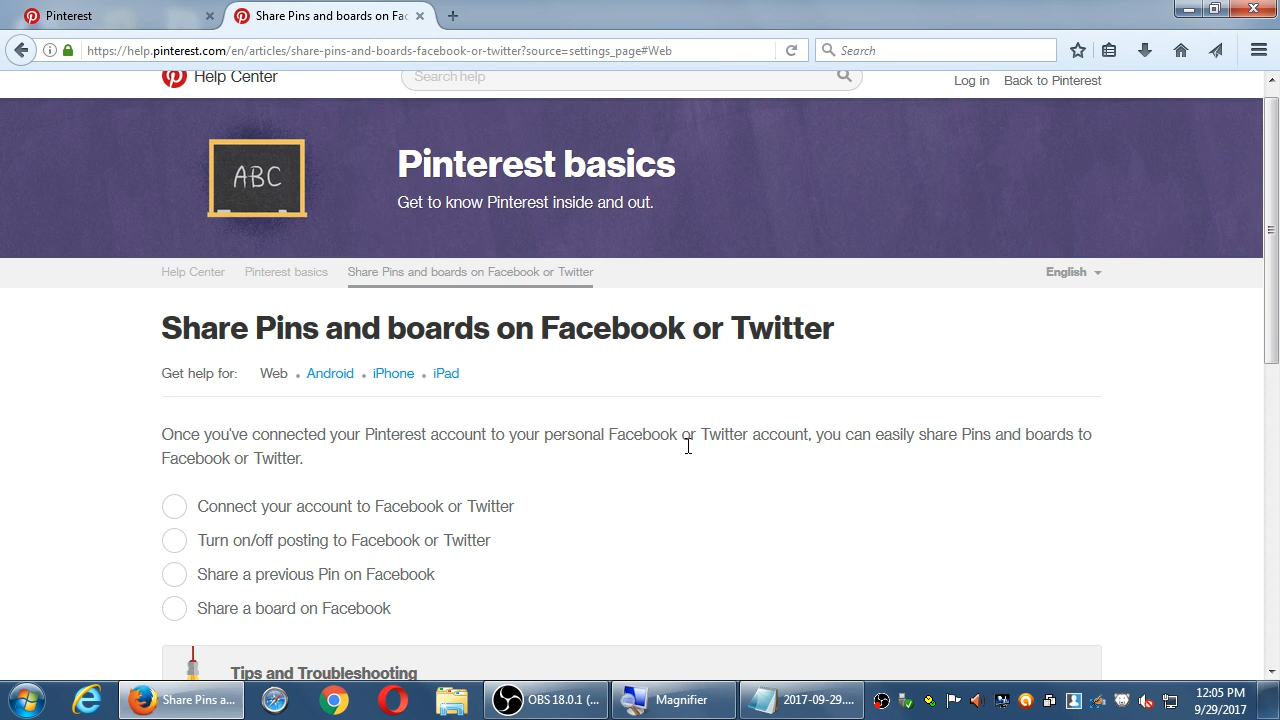 Pinterest
Share Pins and boards on Fac
https://help.pinterest.com/en/articles/share-pins-and-boards-facebook-or-twitter?source=settings_page#Web
Search
Help Center
Search help
Log in
Back to Pinterest
ABC
Pinterest basics
Get to know Pinterest inside and out.
Help Center
Pinterest basics
Share Pins and boards on Facebook or Twitter
English
Share Pins and boards on Facebook or Twitter
Get help for: Web • Android • iPhone • iPad
Once you've connected your Pinterest account to your personal Facebook or Twitter account, you can easily share Pins and boards to
Facebook or Twitter.
Connect your account to Facebook or Twitter
Turn on/off posting to Facebook or Twitter
Share a previous Pin on Facebook
Share a board on Facebook
Tips and Troubleshooting
Share Pins a...
OBS 18.0.1 (...
Magnifier
2017-09-29....
12:05 PM
9/29/2017